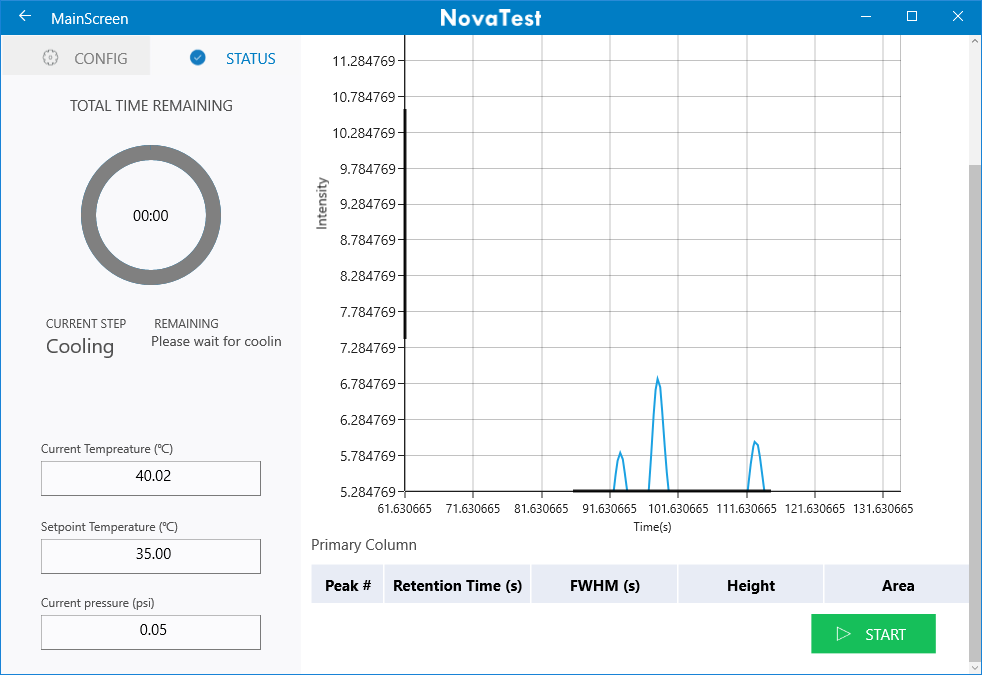 MainScreen
NovaTest
CONFIG
STATUS
TOTAL TIME REMAINING
00:00
CURRENT STEP
REMAINING
Cooling
Please wait for coolin
Current Tempreature (℃)
40.02
Setpoint Temperature (℃)
35.00
Current pressure (psi)
0.05
Intensity
11.284769
10.784769
10.284769
9.784769
9.284769
8.784769
8.284769
7.784769
7.284769
6.784769
6.284769
5.784769
5.284769
61.630665 71.630665 81.630665 91.630665 101.630665 111.630665 121.630665 131.630665
Time(s)
Primary Column
Peak # Retention Time (s) FWHM (s) Height Area
START